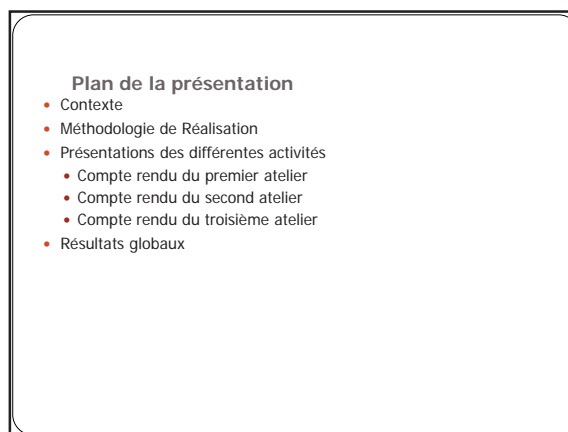 Plan de la présentation
• Contexte
• Méthodologie de Réalisation
• Présentations des différentes activités
• Compte rendu du premier atelier
• Compte rendu du second atelier
• Compte rendu du troisième atelier
• Résultats globaux